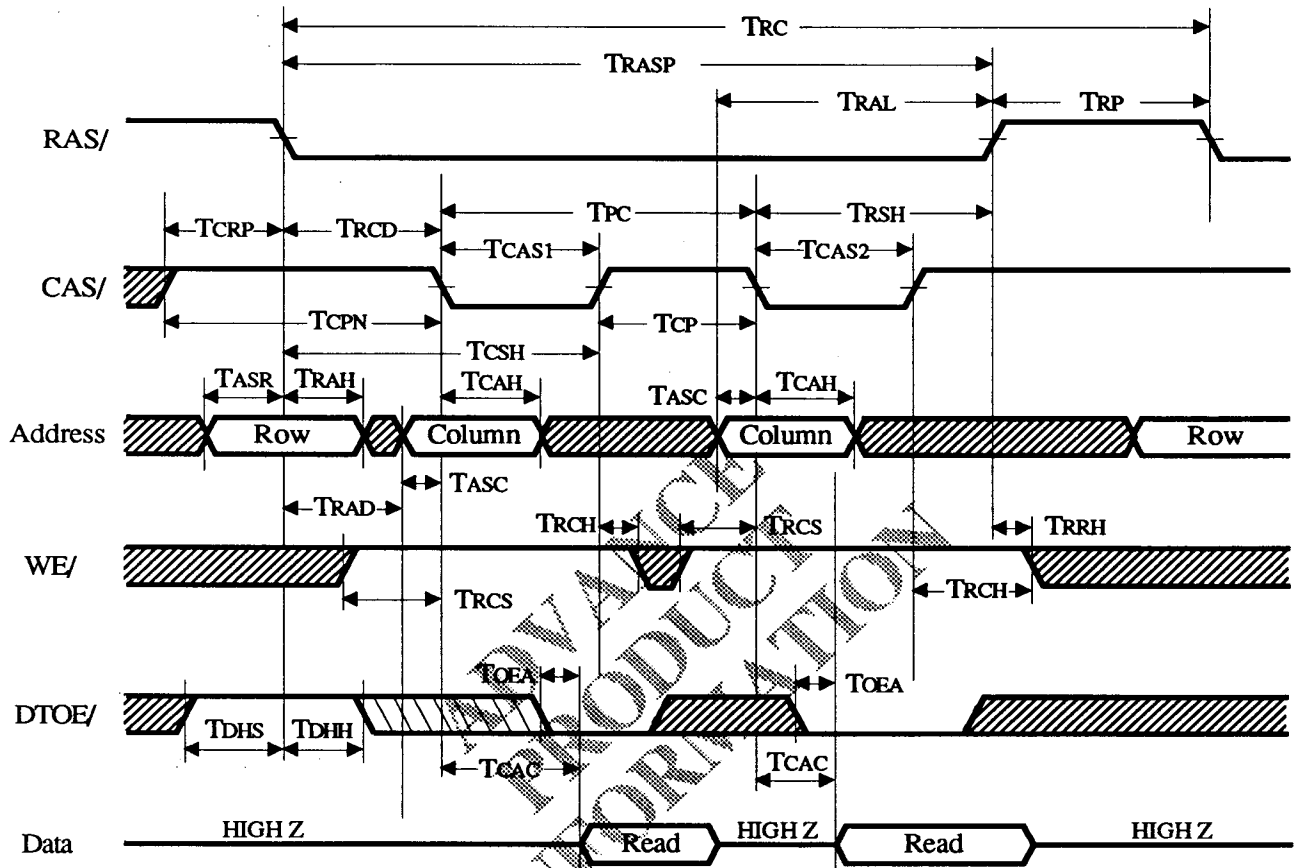 TRC
TRASP
TRAL TRP
RAS/
TPC TRSH
TCRP TRCD
TCAS1 TCAS2
CAS/
TCPN TCP
TCSH
TASR TRAH TCAH TASC TCAH
Address Row Column Column Row
TASC
TRAD
TRCH TRCS TRRH
WE/
TRCS TRCH
TOEA TOEA
DTOE/
TDHS TDHH
TCAC TCAC
HIGH Z HIGH Z HIGH Z
Data Read Read
ADVANCE
PRODUCT
INFORMATION